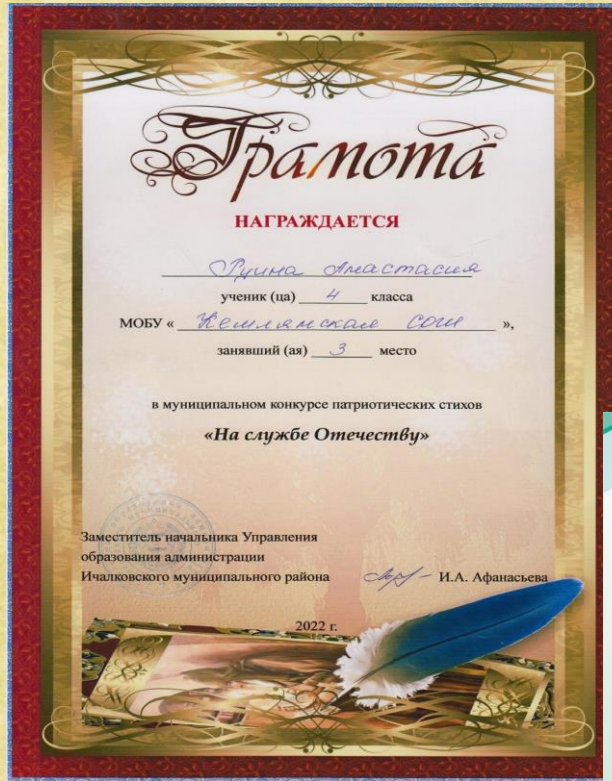 Грамота
НАГРАЖДАЕТСЯ
Анастасия
ученик (ца) 4 класса
МОБУ « Кемлянская СОШ »,
занявший (ая) 3 место
в муниципальном конкурсе патриотических стихов
«На службе Отечеству»
Заместитель начальника Управления
образования администрации
Ичалковского муниципального района И.А. Афанасьева
2022 г.